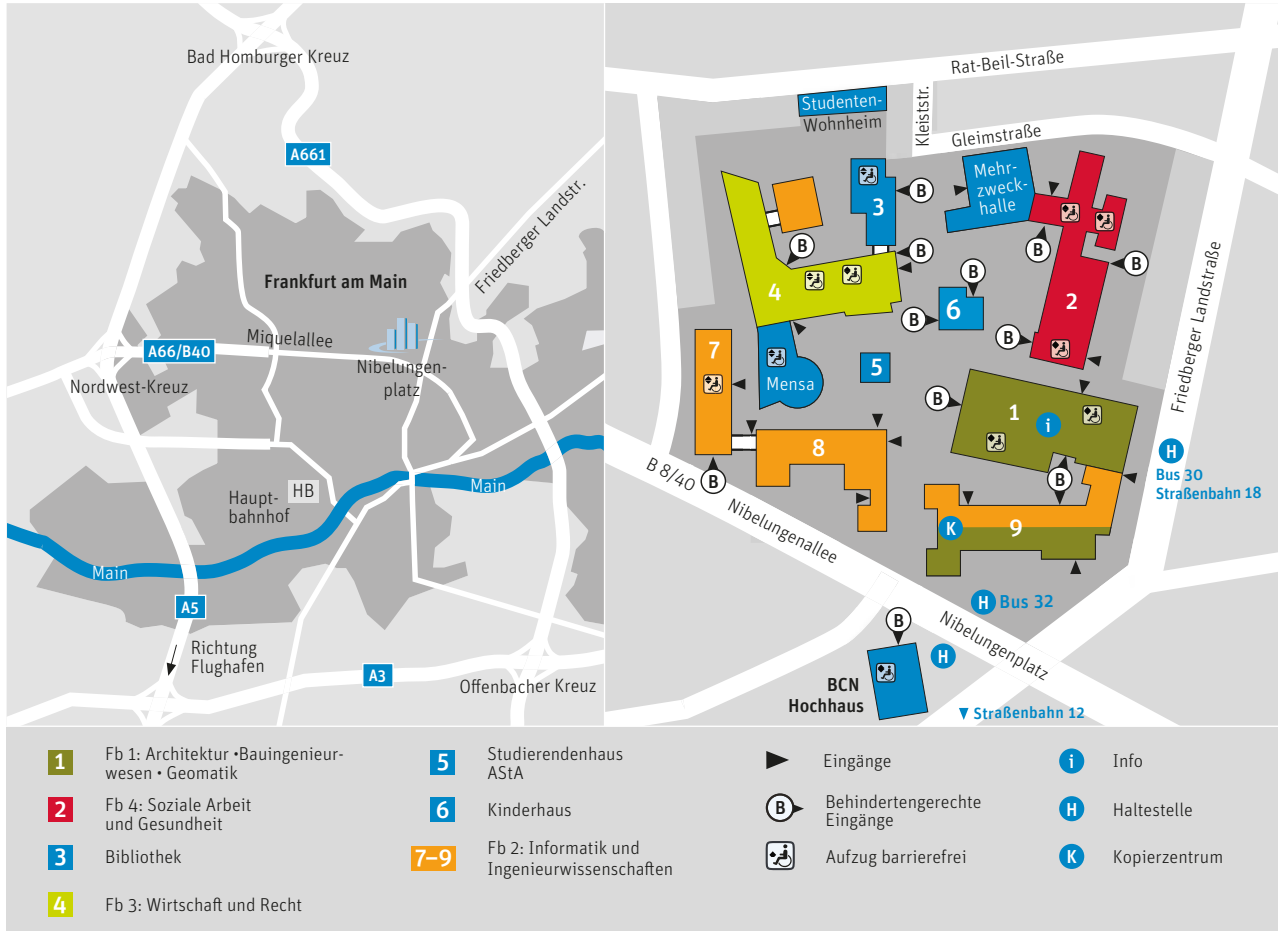 Bad Homburger Kreuz
A661
Friedberger Landstr.
Frankfurt am Main
Miquelallee
A66/B40
Nordwest-Kreuz
Nibelungen-
platz
Haupt-
bahnhof
HB
Main
Main
A5
Richtung
Flughafen
A3
Offenbacher Kreuz
Rat-Beil-Straße
Studenten-
Wohnheim
Kleiststr.
Gleimstraße
Mehr-
zweck-
halle
3
B
B
B
B
B
4
6
B
B
2
B
Friedberger Landstraße
7
Mensa
5
B
1
i
8
B
B
H
Bus 30
Straßenbahn 18
B 8/40
Nibelungenallee
K
9
H Bus 32
Nibelungenplatz
B
H
BCN
Hochhaus
Straßenbahn 12
1 Fb 1: Architektur •Bauingenieur-
wesen • Geomatik
2 Fb 4: Soziale Arbeit
und Gesundheit
3 Bibliothek
4 Fb 3: Wirtschaft und Recht
5 Studierendenhaus
AStA
6 Kinderhaus
7–9 Fb 2: Informatik und
Ingenieurwissenschaften
Eingänge
B Behindertengerechte
Eingänge
Aufzug barrierefrei
i Info
H Haltestelle
K Kopierzentrum